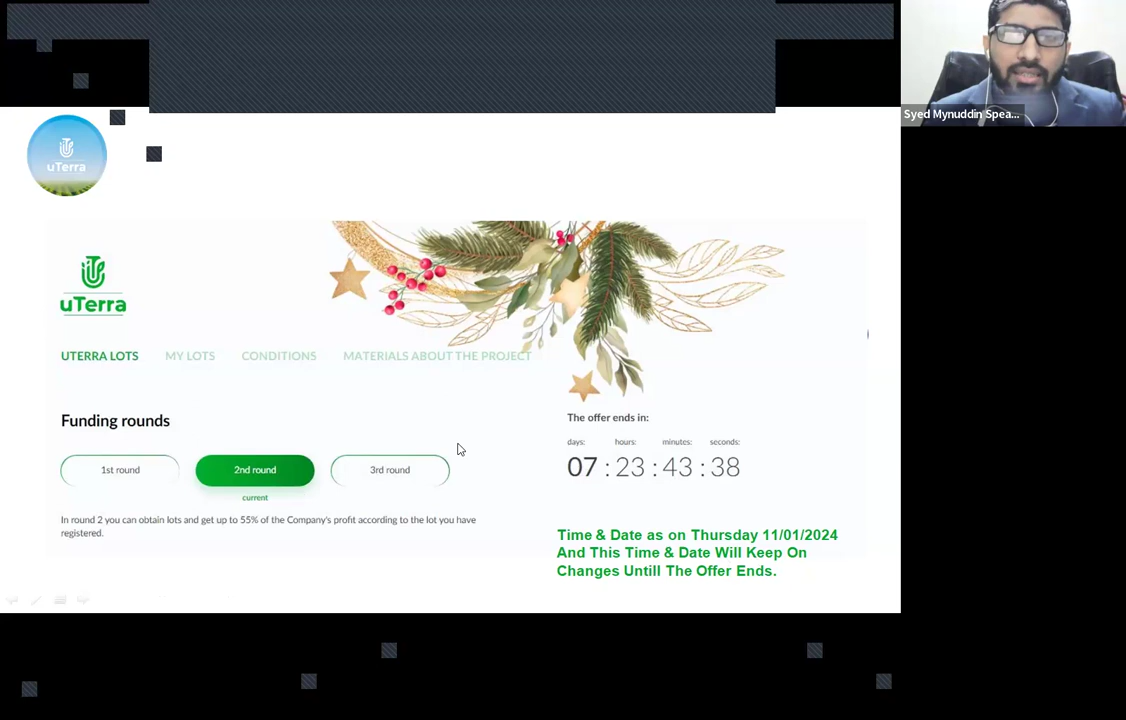 Syed Mynuddin Spea...
uTerra
uTerra
UTERRA LOTS MY LOTS CONDITIONS MATERIALS ABOUT THE PROJECT
Funding rounds
The offer ends in:
days: hours: minutes: seconds:
07 : 23 : 43 : 38
1st round 2nd round 3rd round
current
In round 2 you can obtain lots and get up to 55% of the Company's profit according to the lot you have
registered.
Time & Date as on Thursday 11/01/2024
And This Time & Date Will Keep On
Changes Untill The Offer Ends.